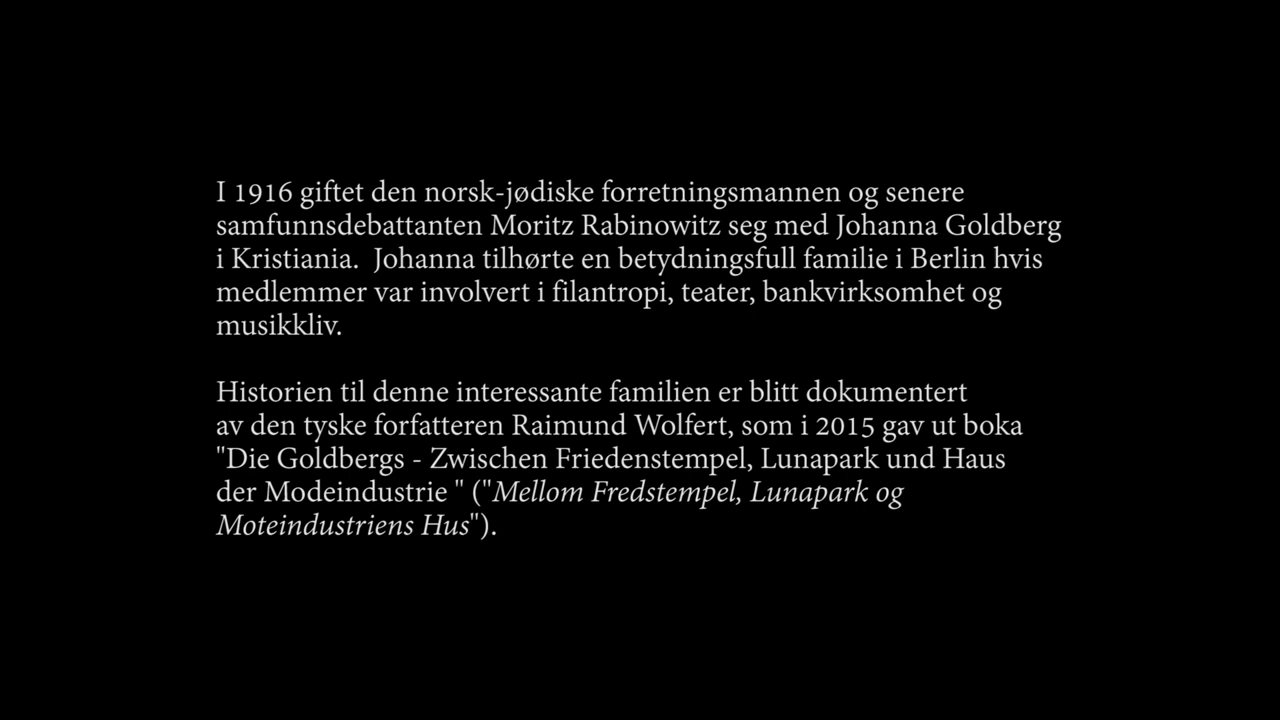 I 1916 giftet den norsk-jødiske forretningsmannen og senere
samfunnsdebattanten Moritz Rabinowitz seg med Johanna Goldberg
i Kristiania.  Johanna tilhørte en betydningsfull familie i Berlin hvis
medlemmer var involvert i filantropi, teater, bankvirksomhet og
musikkliv.
Historien til denne interessante familien er blitt dokumentert
av den tyske forfatteren Raimund Wolfert, som i 2015 gav ut boka
"Die Goldbergs - Zwischen Friedenstempel, Lunapark und Haus
der Modeindustrie " ("Mellom Fredstempel, Lunapark og
Moteindustriens Hus").